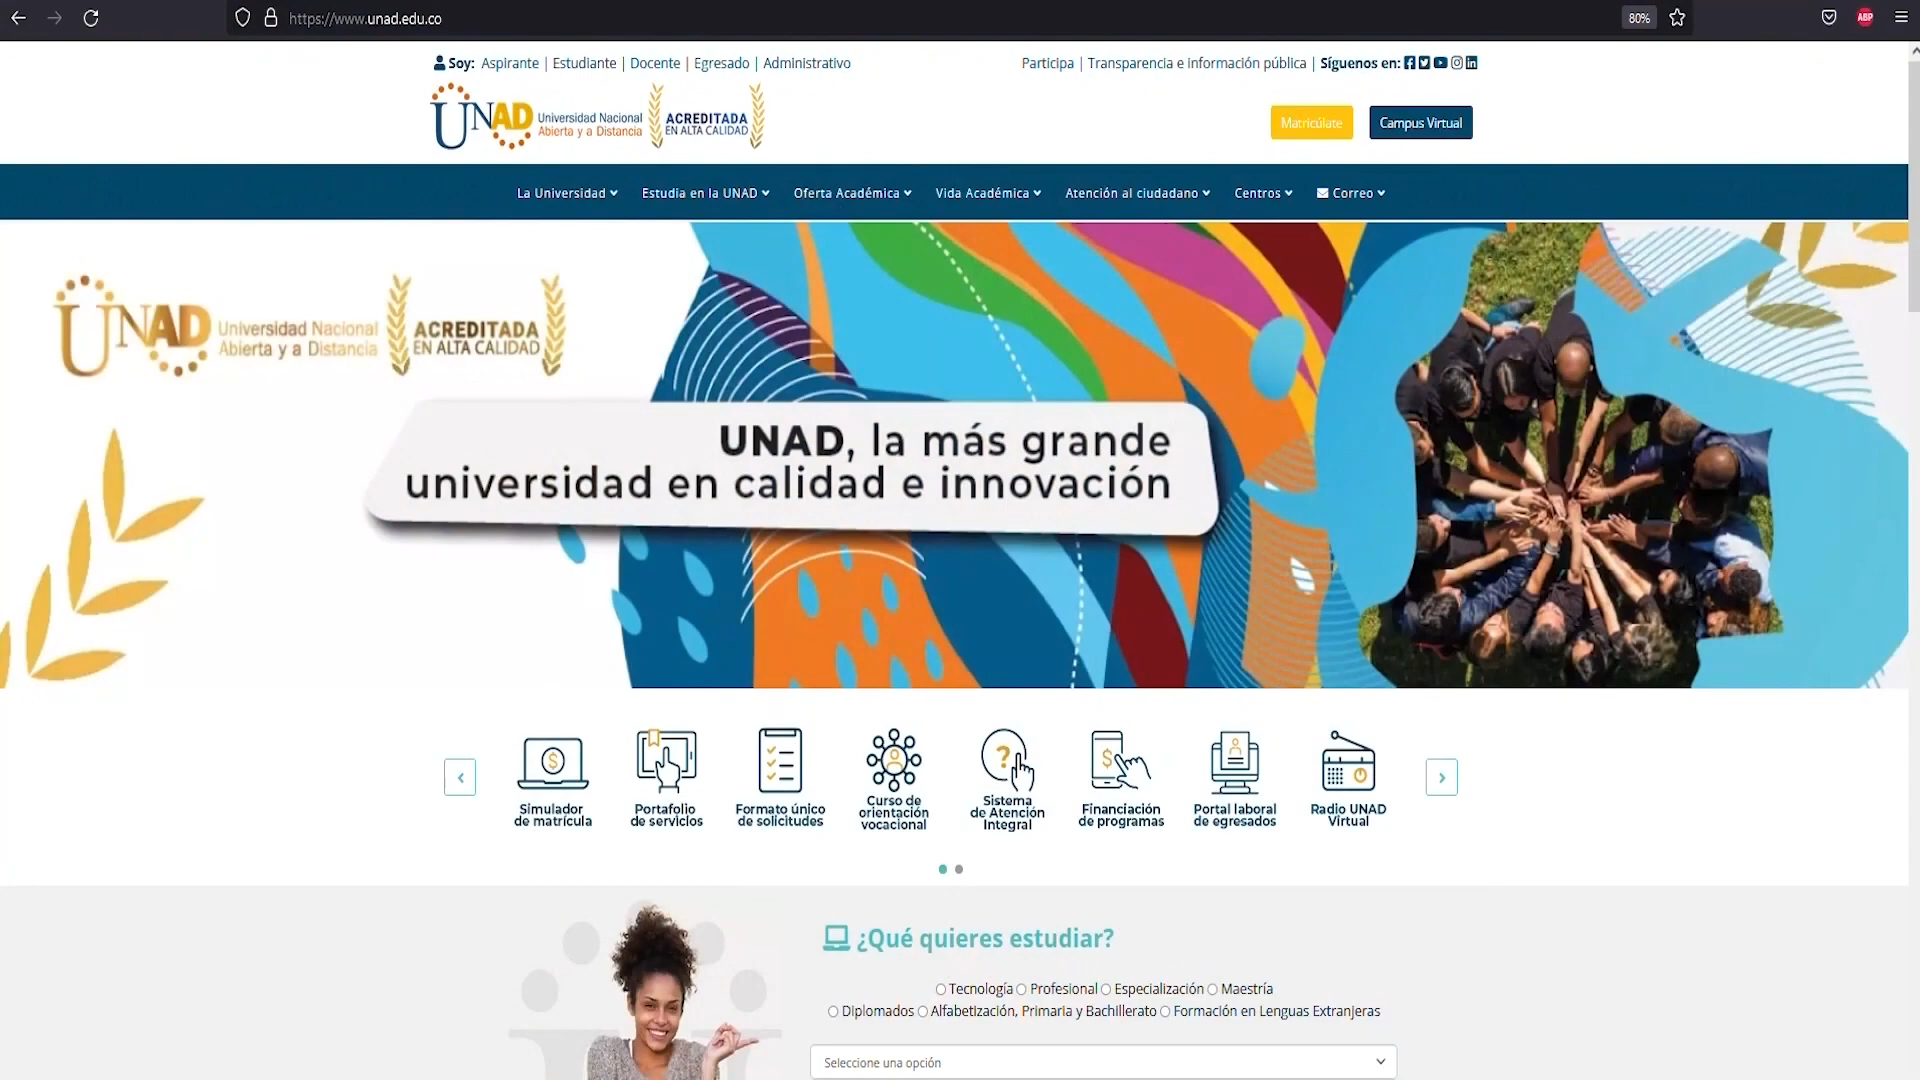 https://www.unad.edu.co
80%
ABP
Soy: Aspirante | Estudiante | Docente | Egresado | Administrativo
Participa | Transparencia e información pública | Síguenos en:
UNAD Universidad Nacional
Abierta y a Distancia
ACREDITADA
EN ALTA CALIDAD
Matricúlate
Campus Virtual
La Universidad
Estudia en la UNAD
Oferta Académica
Vida Académica
Atención al ciudadano
Centros
Correo
UNAD Universidad Nacional
Abierta y a Distancia
ACREDITADA
EN ALTA CALIDAD
UNAD, la más grande
universidad en calidad e innovación
Simulador
de matrícula
Portafolio
de servicios
Formato único
de solicitudes
Curso de
orientación
vocacional
Sistema
de Atención
Integral
Financiación
de programas
Portal laboral
de egresados
Radio UNAD
Virtual
¿Qué quieres estudiar?
Tecnología Profesional Especialización Maestría
Diplomados Alfabetización, Primaria y Bachillerato Formación en Lenguas Extranjeras
Seleccione una opción